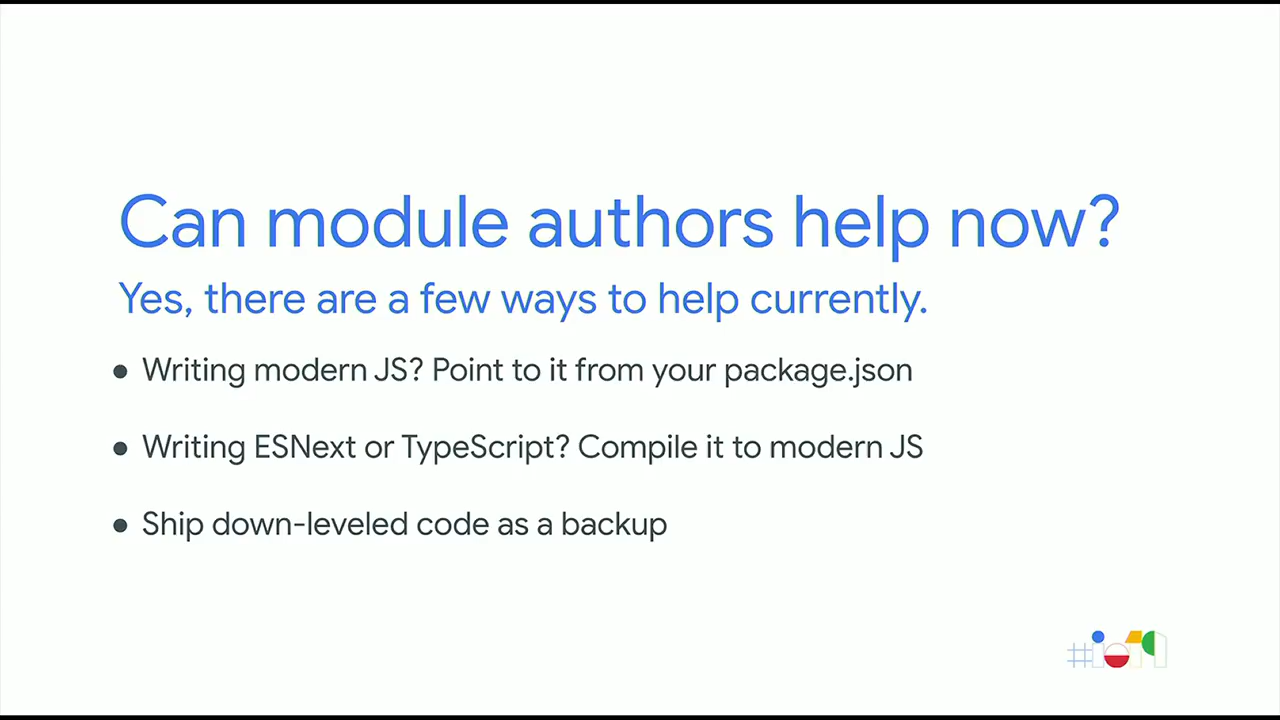 Can module authors help now?
Yes, there are a few ways to help currently.
● Writing modern JS? Point to it from your package.json
● Writing ESNext or TypeScript? Compile it to modern JS
● Ship down-leveled code as a backup
#io19